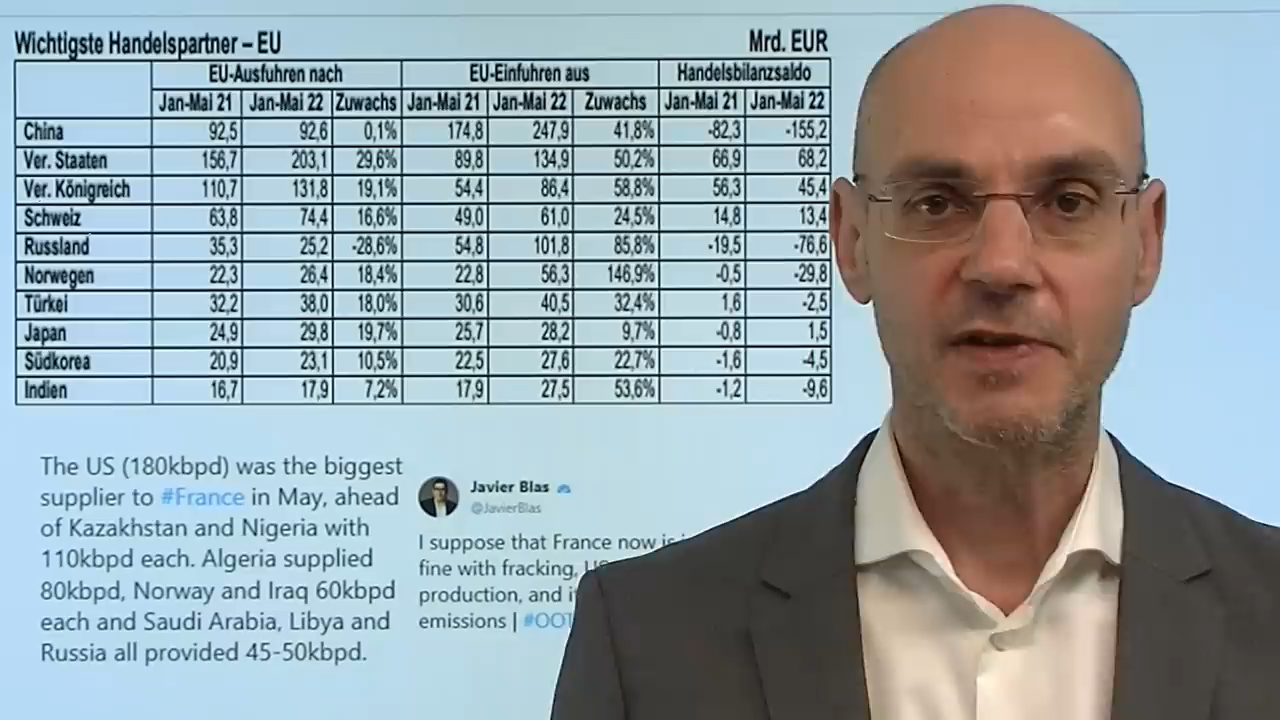 Wichtigste Handelspartner – EU Mrd. EUR
EU-Ausfuhren nach EU-Einfuhren aus Handelsbilanzsaldo
Jan-Mai 21 Jan-Mai 22 Zuwachs Jan-Mai 21 Jan-Mai 22 Zuwachs Jan-Mai 21 Jan-Mai 22
China 92,5 92,6 0,1% 174,8 247,9 41,8% -82,3 -155,2
Ver. Staaten 156,7 203,1 29,6% 89,8 134,9 50,2% 66,9 68,2
Ver. Königreich 110,7 131,8 19,1% 54,4 86,4 58,8% 56,3 45,4
Schweiz 63,8 74,4 16,6% 49,0 61,0 24,5% 14,8 13,4
Russland 35,3 25,2 -28,6% 54,8 101,8 85,8% -19,5 -76,6
Norwegen 22,3 26,4 18,4% 22,8 56,3 146,9% -0,5 -29,8
Türkei 32,2 38,0 18,0% 30,6 40,5 32,4% 1,6 -2,5
Japan 24,9 29,8 19,7% 25,7 28,2 9,7% -0,8 1,5
Südkorea 20,9 23,1 10,5% 22,5 27,6 22,7% -1,6 -4,5
Indien 16,7 17,9 7,2% 17,9 27,5 53,6% -1,2 -9,6
The US (180kbpd) was the biggest
supplier to #France in May, ahead
of Kazakhstan and Nigeria with
110kbpd each. Algeria supplied
80kbpd, Norway and Iraq 60kbpd
each and Saudi Arabia, Libya and
Russia all provided 45-50kbpd.
Javier Blas
@JavierBlas
I suppose that France now is
fine with fracking,
production, and
emissions | #OOT